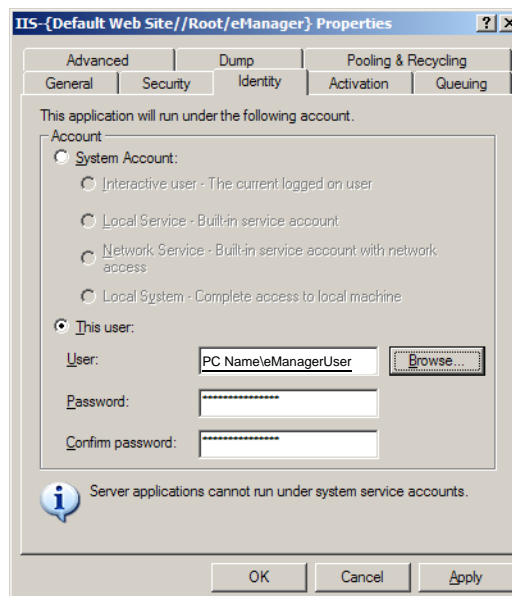 IIS-{Default Web Site//Root/eManager} Properties
? x
Advanced Dump Pooling & Recycling
General Security Identity Activation Queuing
This application will run under the following account.
Account
System Account:
Interactive user - The current logged on user
Local Service - Built-in service account
Network Service - Built-in service account with network
access
Local System - Complete access to local machine
This user:
User: PC Name\eManagerUser Browse...
Password: ***************
Confirm password: ***************
Server applications cannot run under system service accounts.
OK Cancel Apply